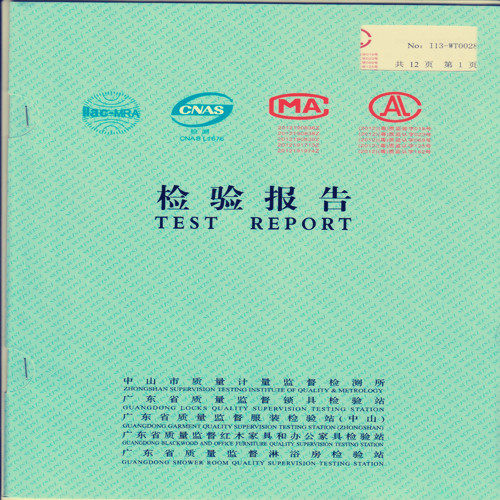 No: I13-WT0028
共 12 页 第 1 页
ilac-MRA
CNAS
检 测
CNAS L1676
MA
AL
检验报告
TEST REPORT
中山市质量计量监督检测所
ZHONGSHAN SUPERVISION TESTING INSTITUTE OF QUALITY & METROLOGY
广东省质量监督锁具检验站
GUANGDONG LOCKS QUALITY SUPERVISION TESTING STATION
广东省质量监督服装检验站(中山)
GUANGDONG GARMENT QUALITY SUPERVISION TESTING STATION (ZHONGSHAN)
广东省质量监督红木家具和办公家具检验站
GUANGDONG BLACKWOOD AND OFFICE FURNITURE QUALITY SUPERVISION TESTING STATION
广东省质量监督淋浴房检验站
GUANGDONG SHOWER ROOM QUALITY SUPERVISION TESTING STATION